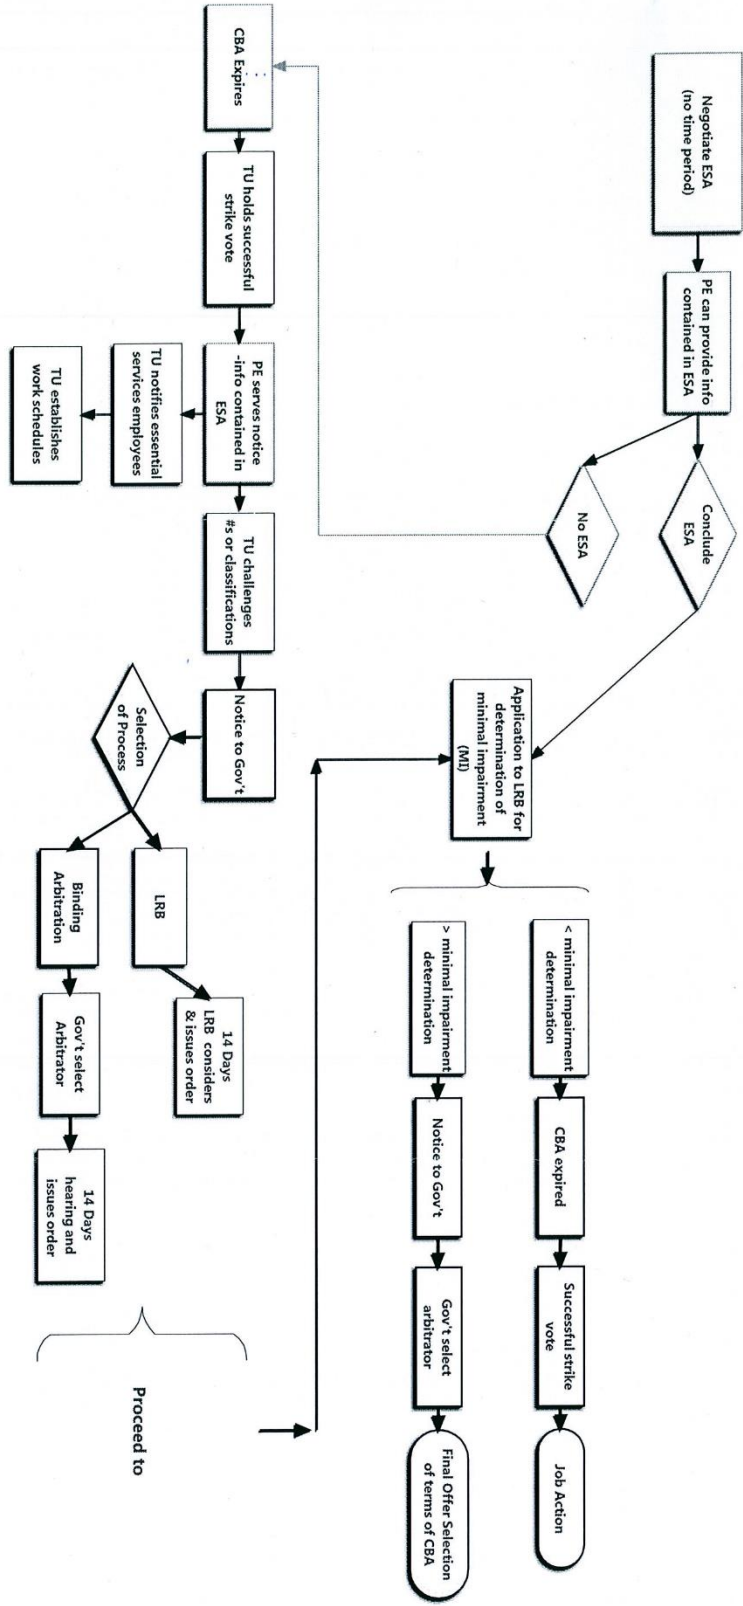 Negotiate ESA
(no time period)
PE can provide info
contained in ESA
Conclude
ESA
No ESA
Application to LRB for
determination of
minimal impairment
(MI)
< minimal impairment
determination
CBA expired
Successful strike
vote
Job Action
> minimal impairment
determination
Notice to Gov't
Gov't select
arbitrator
Final Offer Selection
of terms of CBA
CBA Expires
TU holds successful
strike vote
PE serves notice
-info contained in
ESA
TU notifies essential
services employees
TU establishes
work schedules
TU challenges
#s or classifications
Notice to Gov't
Selection
of Process
LRB
14 Days
LRB considers
& issues order
Binding
Arbitration
Gov't select
Arbitrator
14 Days
hearing and
issues order
Proceed to